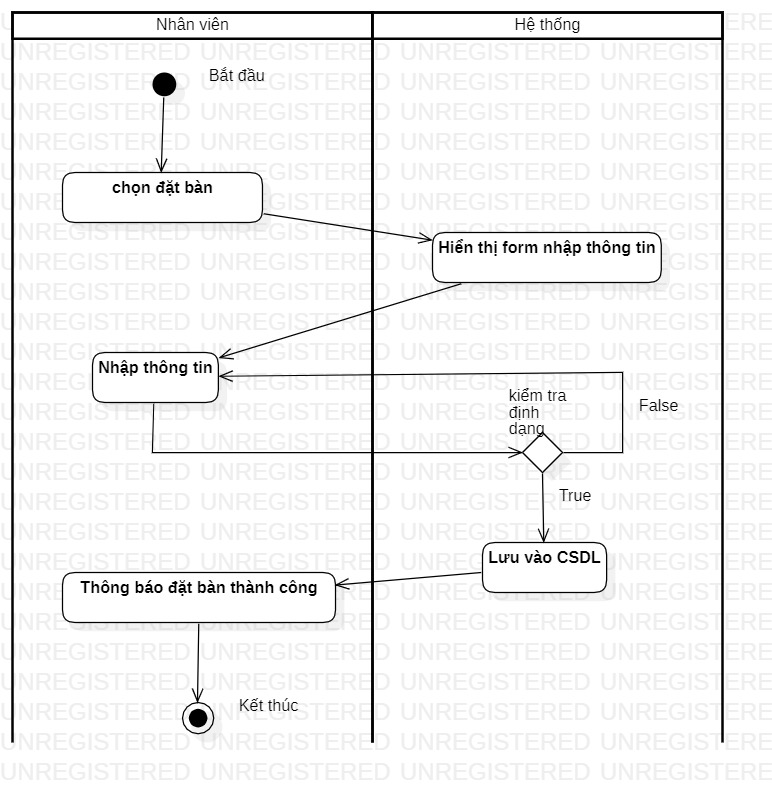 Nhân viên
Hệ thống
Bắt đầu
chọn đặt bàn
Hiển thị form nhập thông tin
Nhập thông tin
kiểm tra
định
dạng
False
True
Lưu vào CSDL
Thông báo đặt bàn thành công
Kết thúc
UNREGISTERED